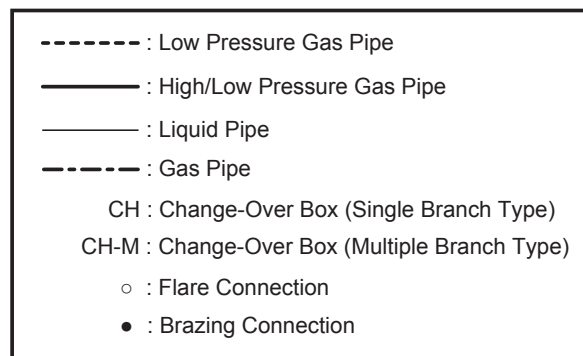 : Low Pressure Gas Pipe
: High/Low Pressure Gas Pipe
: Liquid Pipe
: Gas Pipe
CH : Change-Over Box (Single Branch Type)
CH-M : Change-Over Box (Multiple Branch Type)
○ : Flare Connection
● : Brazing Connection